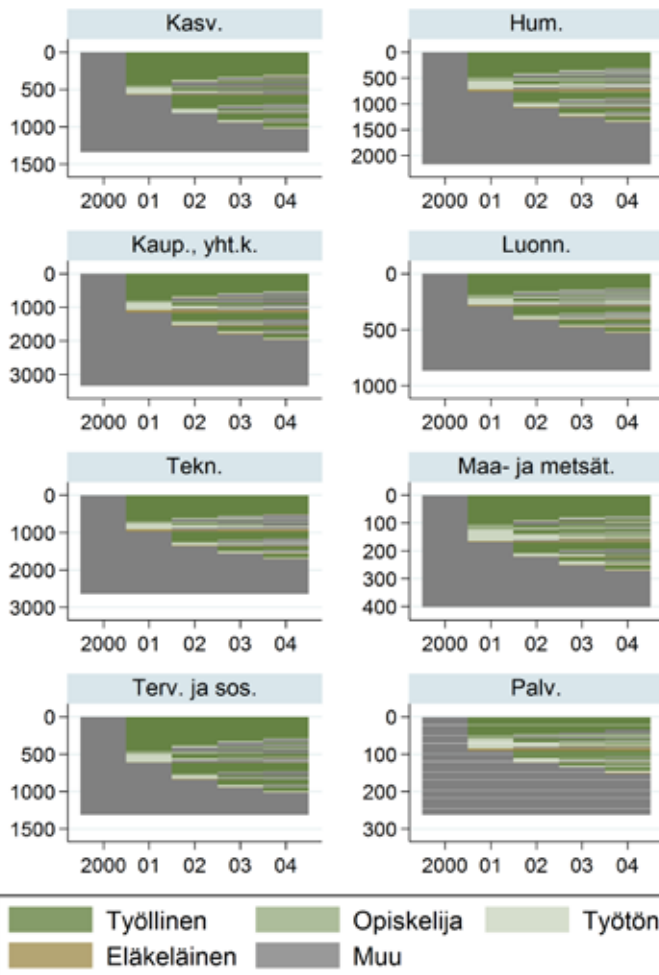 Kasv. Hum.
0 0
500 500
1000 1000
1500 1500
2000
2000 01 02 03 04 2000 01 02 03 04
Kaup., yht.k. Luonn.
0 0
1000 500
2000 1000
3000
2000 01 02 03 04 2000 01 02 03 04
Tekn. Maa- ja metsät.
0 0
1000 100
2000 200
3000 300
400
2000 01 02 03 04 2000 01 02 03 04
Terv. ja sos. Palv.
0 0
500 100
1000 200
1500 300
2000 01 02 03 04 2000 01 02 03 04
Työllinen Opiskelija Työtön
Eläkeläinen Muu